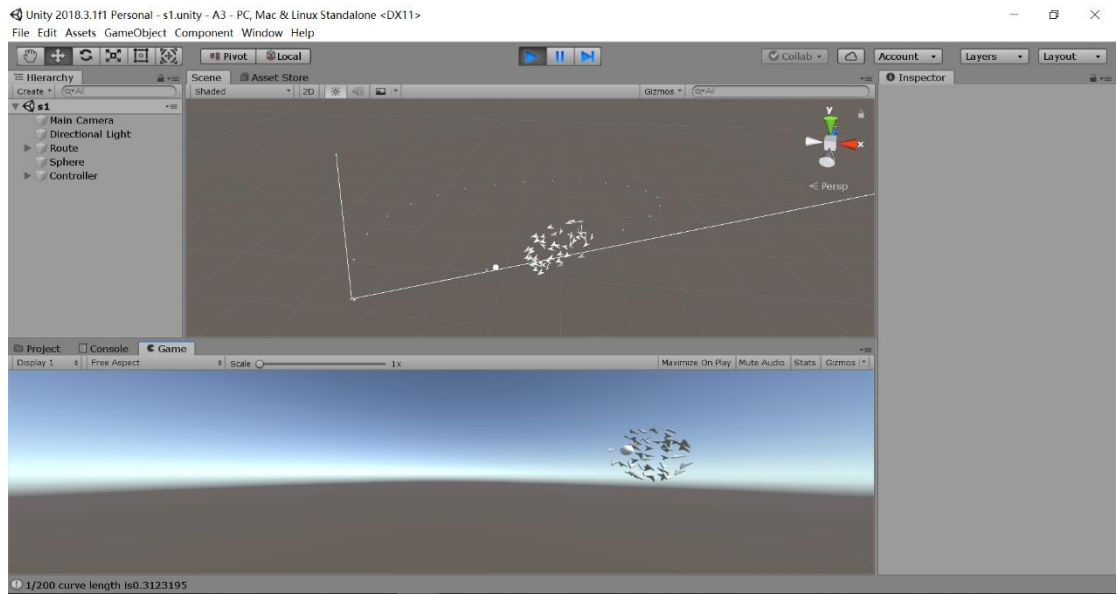 Unity 2018.3.1f1 Personal - s1.unity - A3 - PC, Mac & Linux Standalone <DX11>
File Edit Assets GameObject Component Window Help
Pivot Local Collab Account Layers Layout
Hierarchy
Create All
s1
Main Camera
Directional Light
Route
Sphere
Controller
Scene Asset Store
Shaded 2D Gizmos All
y
x
Persp
Inspector
Project Console Game
Display 1 Free Aspect Scale 1x Maximize On Play Mute Audio Stats Gizmos
1/200 curve length is0.3123195